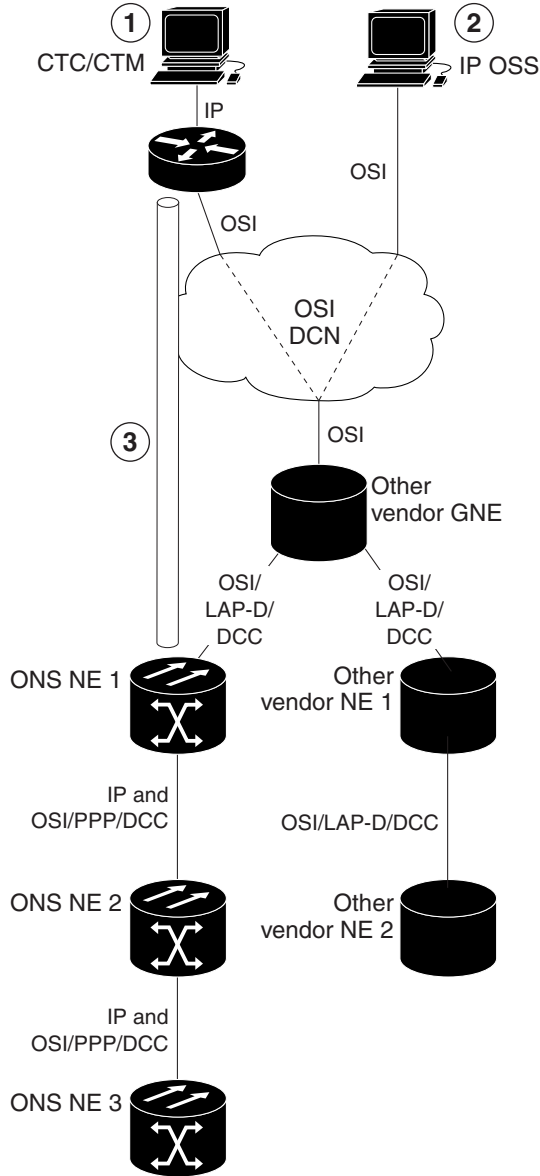 1
2
CTC/CTM
IP OSS
IP
OSI
OSI
OSI
DCN
3
OSI
Other
vendor GNE
OSI/
LAP-D/
DCC
OSI/
LAP-D/
DCC
ONS NE 1
Other
vendor NE 1
IP and
OSI/PPP/DCC
OSI/LAP-D/DCC
ONS NE 2
Other
vendor NE 2
IP and
OSI/PPP/DCC
ONS NE 3